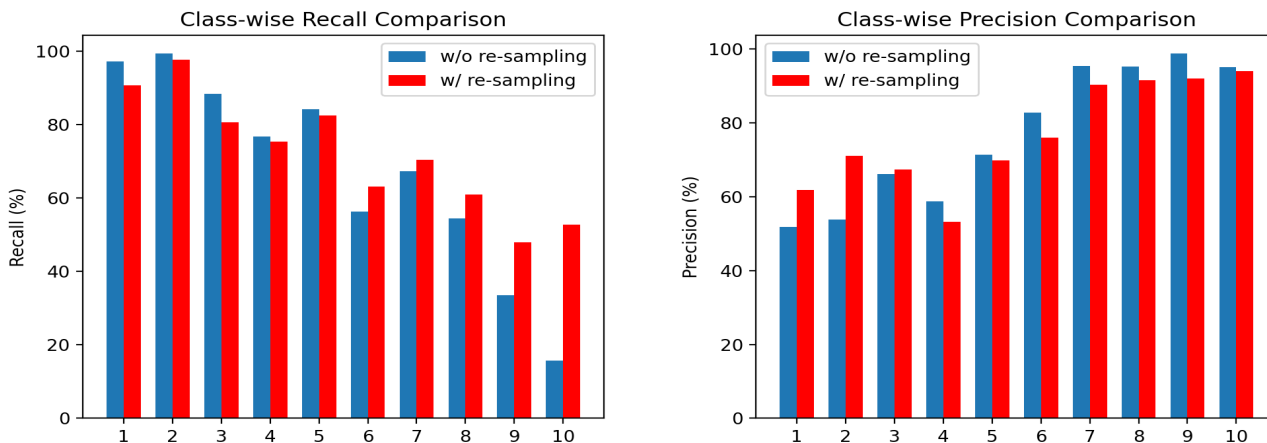 Class-wise Recall Comparison
Recall (%)
100
80
60
40
20
0
w/o re-sampling
w/ re-sampling
1 2 3 4 5 6 7 8 9 10
Class-wise Precision Comparison
Precision (%)
100
80
60
40
20
0
w/o re-sampling
w/ re-sampling
1 2 3 4 5 6 7 8 9 10